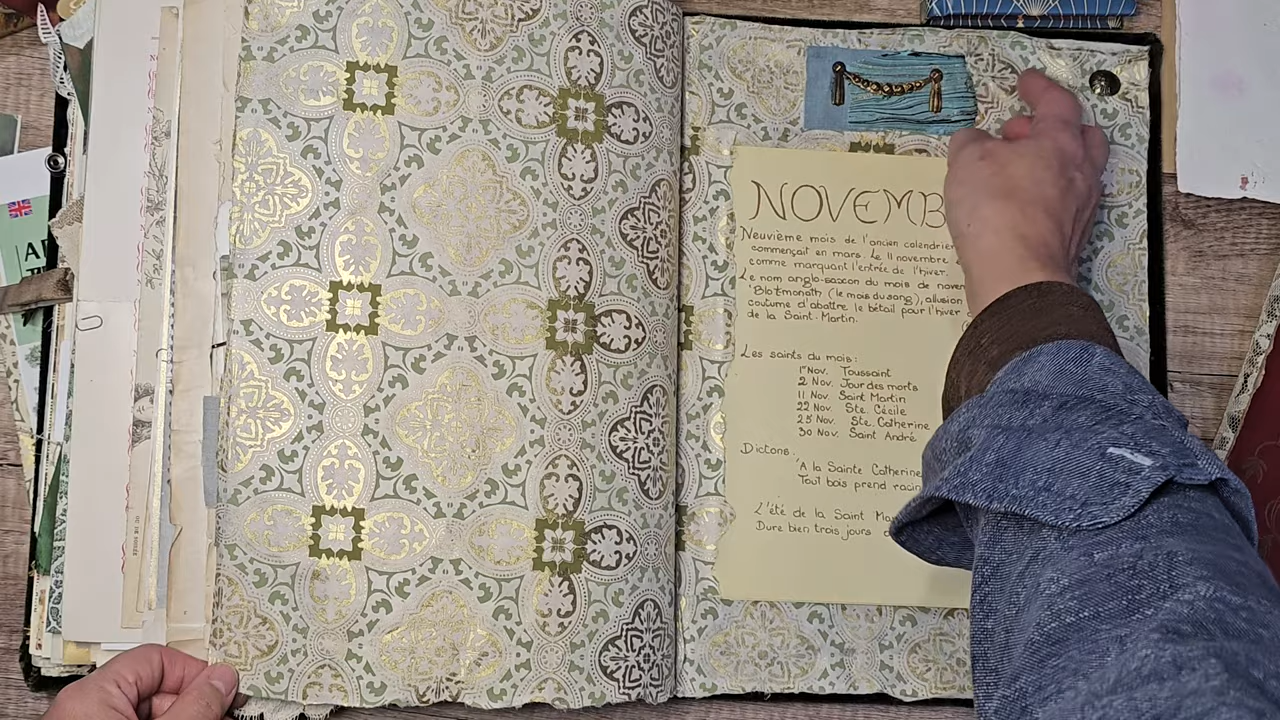 NOVEMB
Neuvième mois de l'ancien calendrie
commençait en mars. Le 11 novembre
comme marquant l'entrée de l'hiver.
Le nom anglo-saxon du mois de novem
"Blotmonath (le mois du sang), allusion
coutume d'abattre le bétail pour l'hiver
de la Saint-Martin.
Les saints du mois:
1er Nov. Toussaint
2 Nov. Jour des morts
11 Nov. Saint Martin
22 Nov. Ste. Cécile
25 Nov. Ste. Catherine
30 Nov. Saint André
Dictons:
"A la Sainte Catherine
Tout bois prend racin
L'été de la Saint Mar
Dure bien trois jours